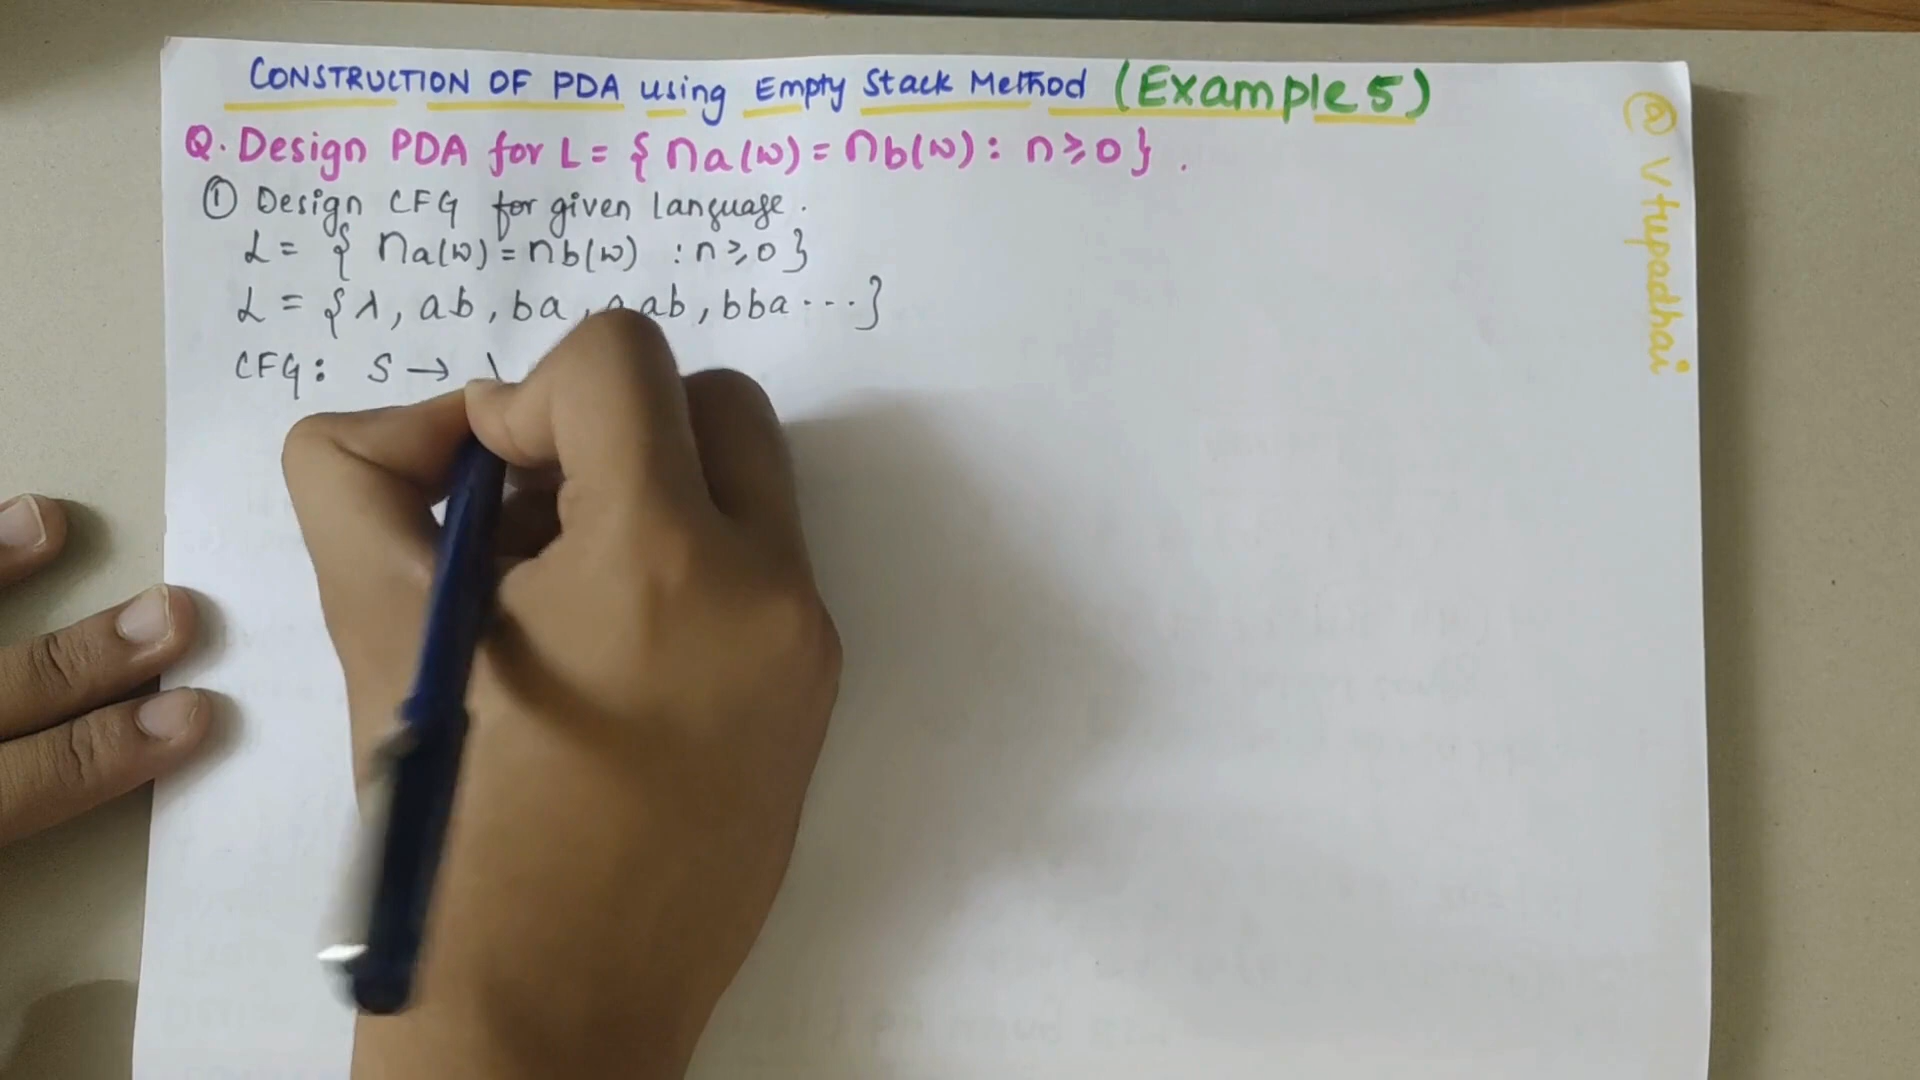 CONSTRUCTION OF PDA using Empty Stack Method (Example 5)
Q. Design PDA for L = { na(w) = nb(w) : n ≥ 0 } .
① Design CFG for given language.
L = { na(w) = nb(w) : n ≥ 0 }
L = { λ, ab, ba, aab, bba ... }
CFG : S →
@ Vtupadhai